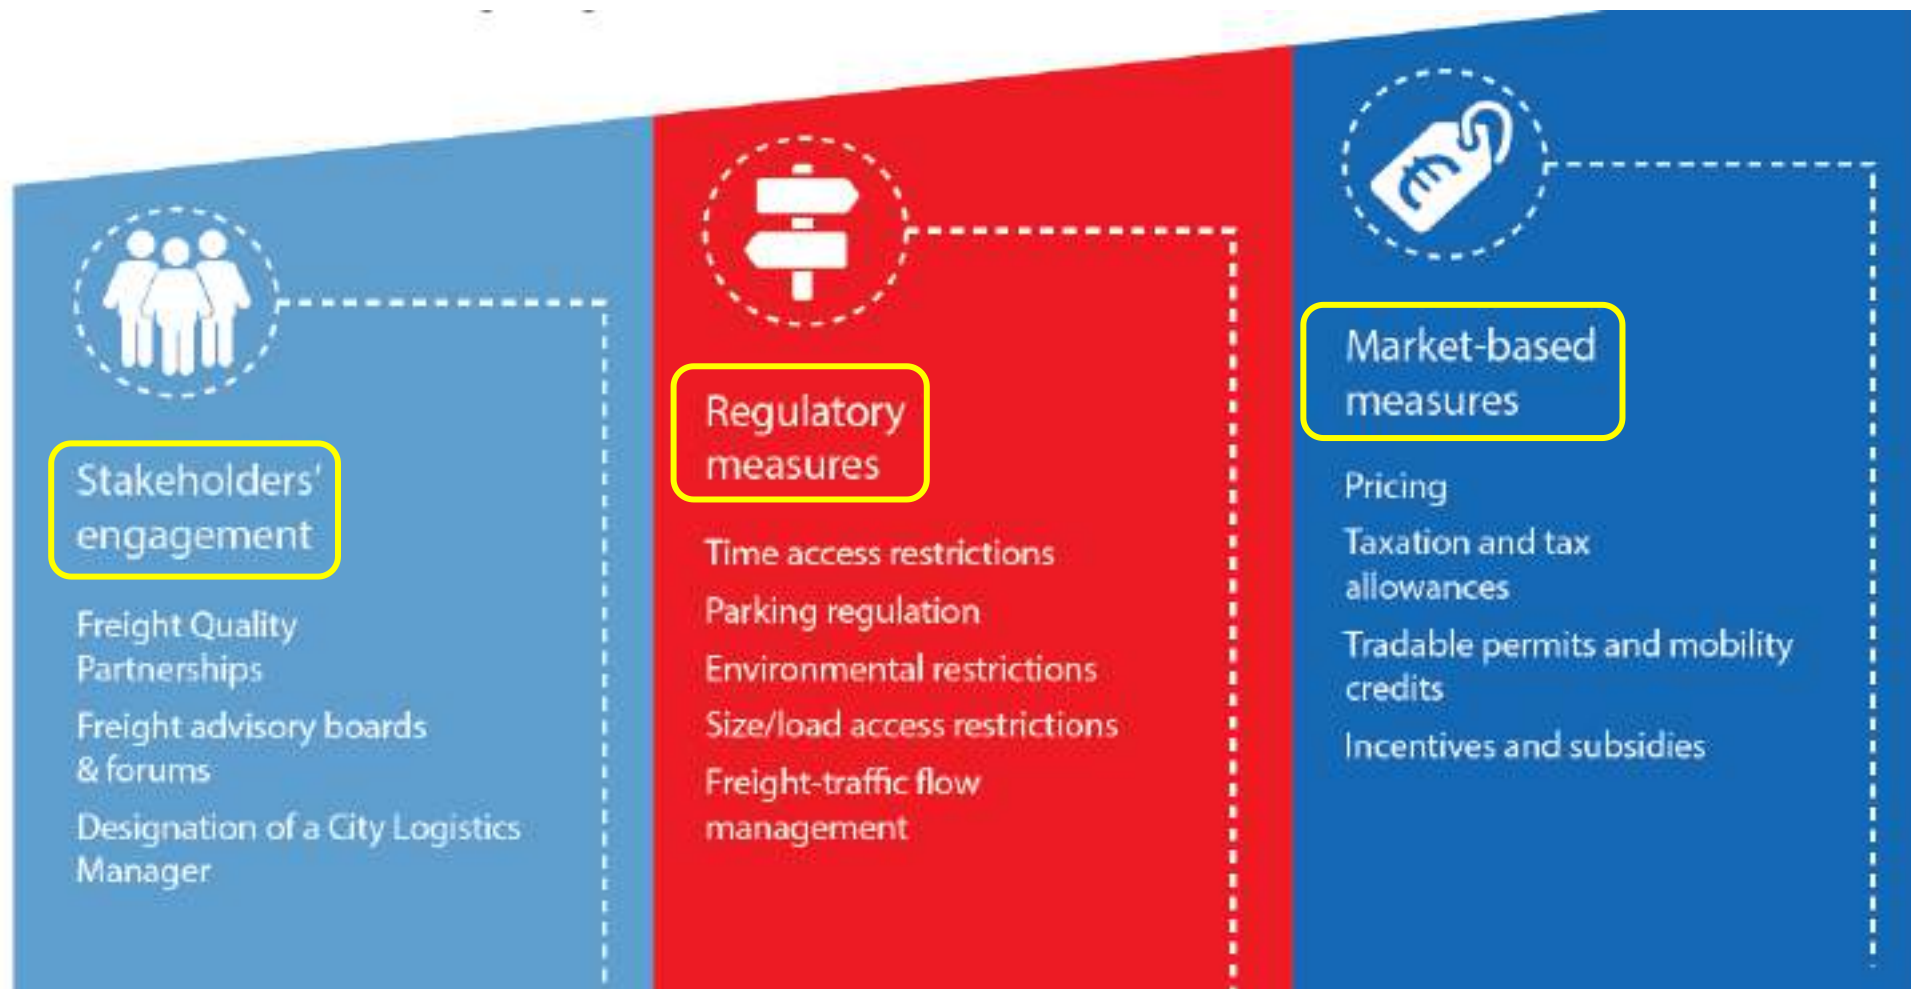 Stakeholders'
engagement
Freight Quality
Partnerships
Freight advisory boards
& forums
Designation of a City Logistics
Manager
Regulatory
measures
Time access restrictions
Parking regulation
Environmental restrictions
Size/load access restrictions
Freight-traffic flow
management
€
Market-based
measures
Pricing
Taxation and tax
allowances
Tradable permits and mobility
credits
Incentives and subsidies